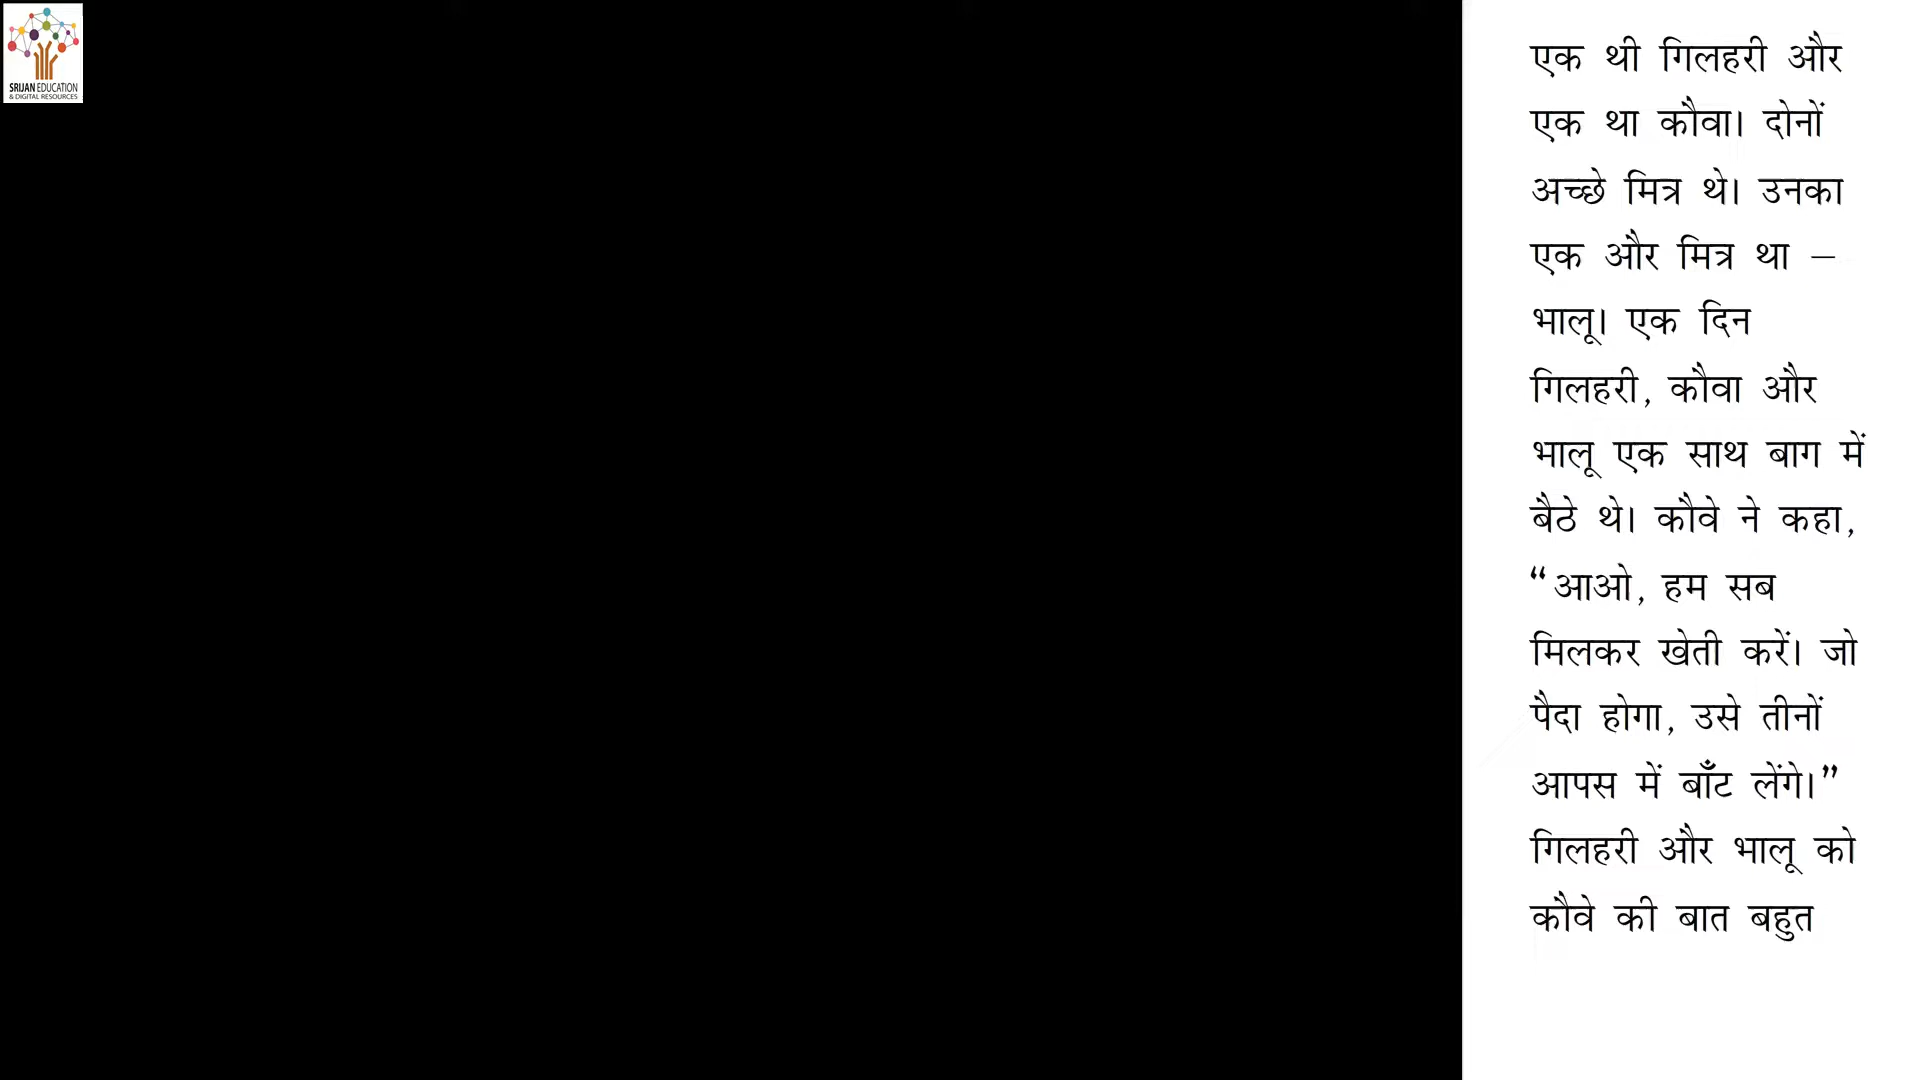 SRIJAN EDUCATION
& DIGITAL RESOURCES
एक थी गिलहरी और
एक था कौवा। दोनों
अच्छे मित्र थे। उनका
एक और मित्र था –
भालू। एक दिन
गिलहरी, कौवा और
भालू एक साथ बाग में
बैठे थे। कौवे ने कहा,
“आओ, हम सब
मिलकर खेती करें। जो
पैदा होगा, उसे तीनों
आपस में बाँट लेंगे।”
गिलहरी और भालू को
कौवे की बात बहुत